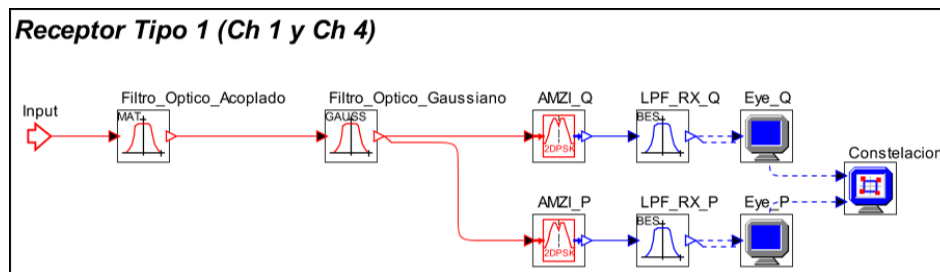 Receptor Tipo 1 (Ch 1 y Ch 4)
Input
Filtro_Optico_Acoplado
Filtro_Optico_Gaussiano
AMZI_Q
LPF_RX_Q
Eye_Q
MAT
GAUSS
2DPSK
BES
Constelacion
AMZI_P
LPF_RX_P
Eye_P
2DPSK
BES